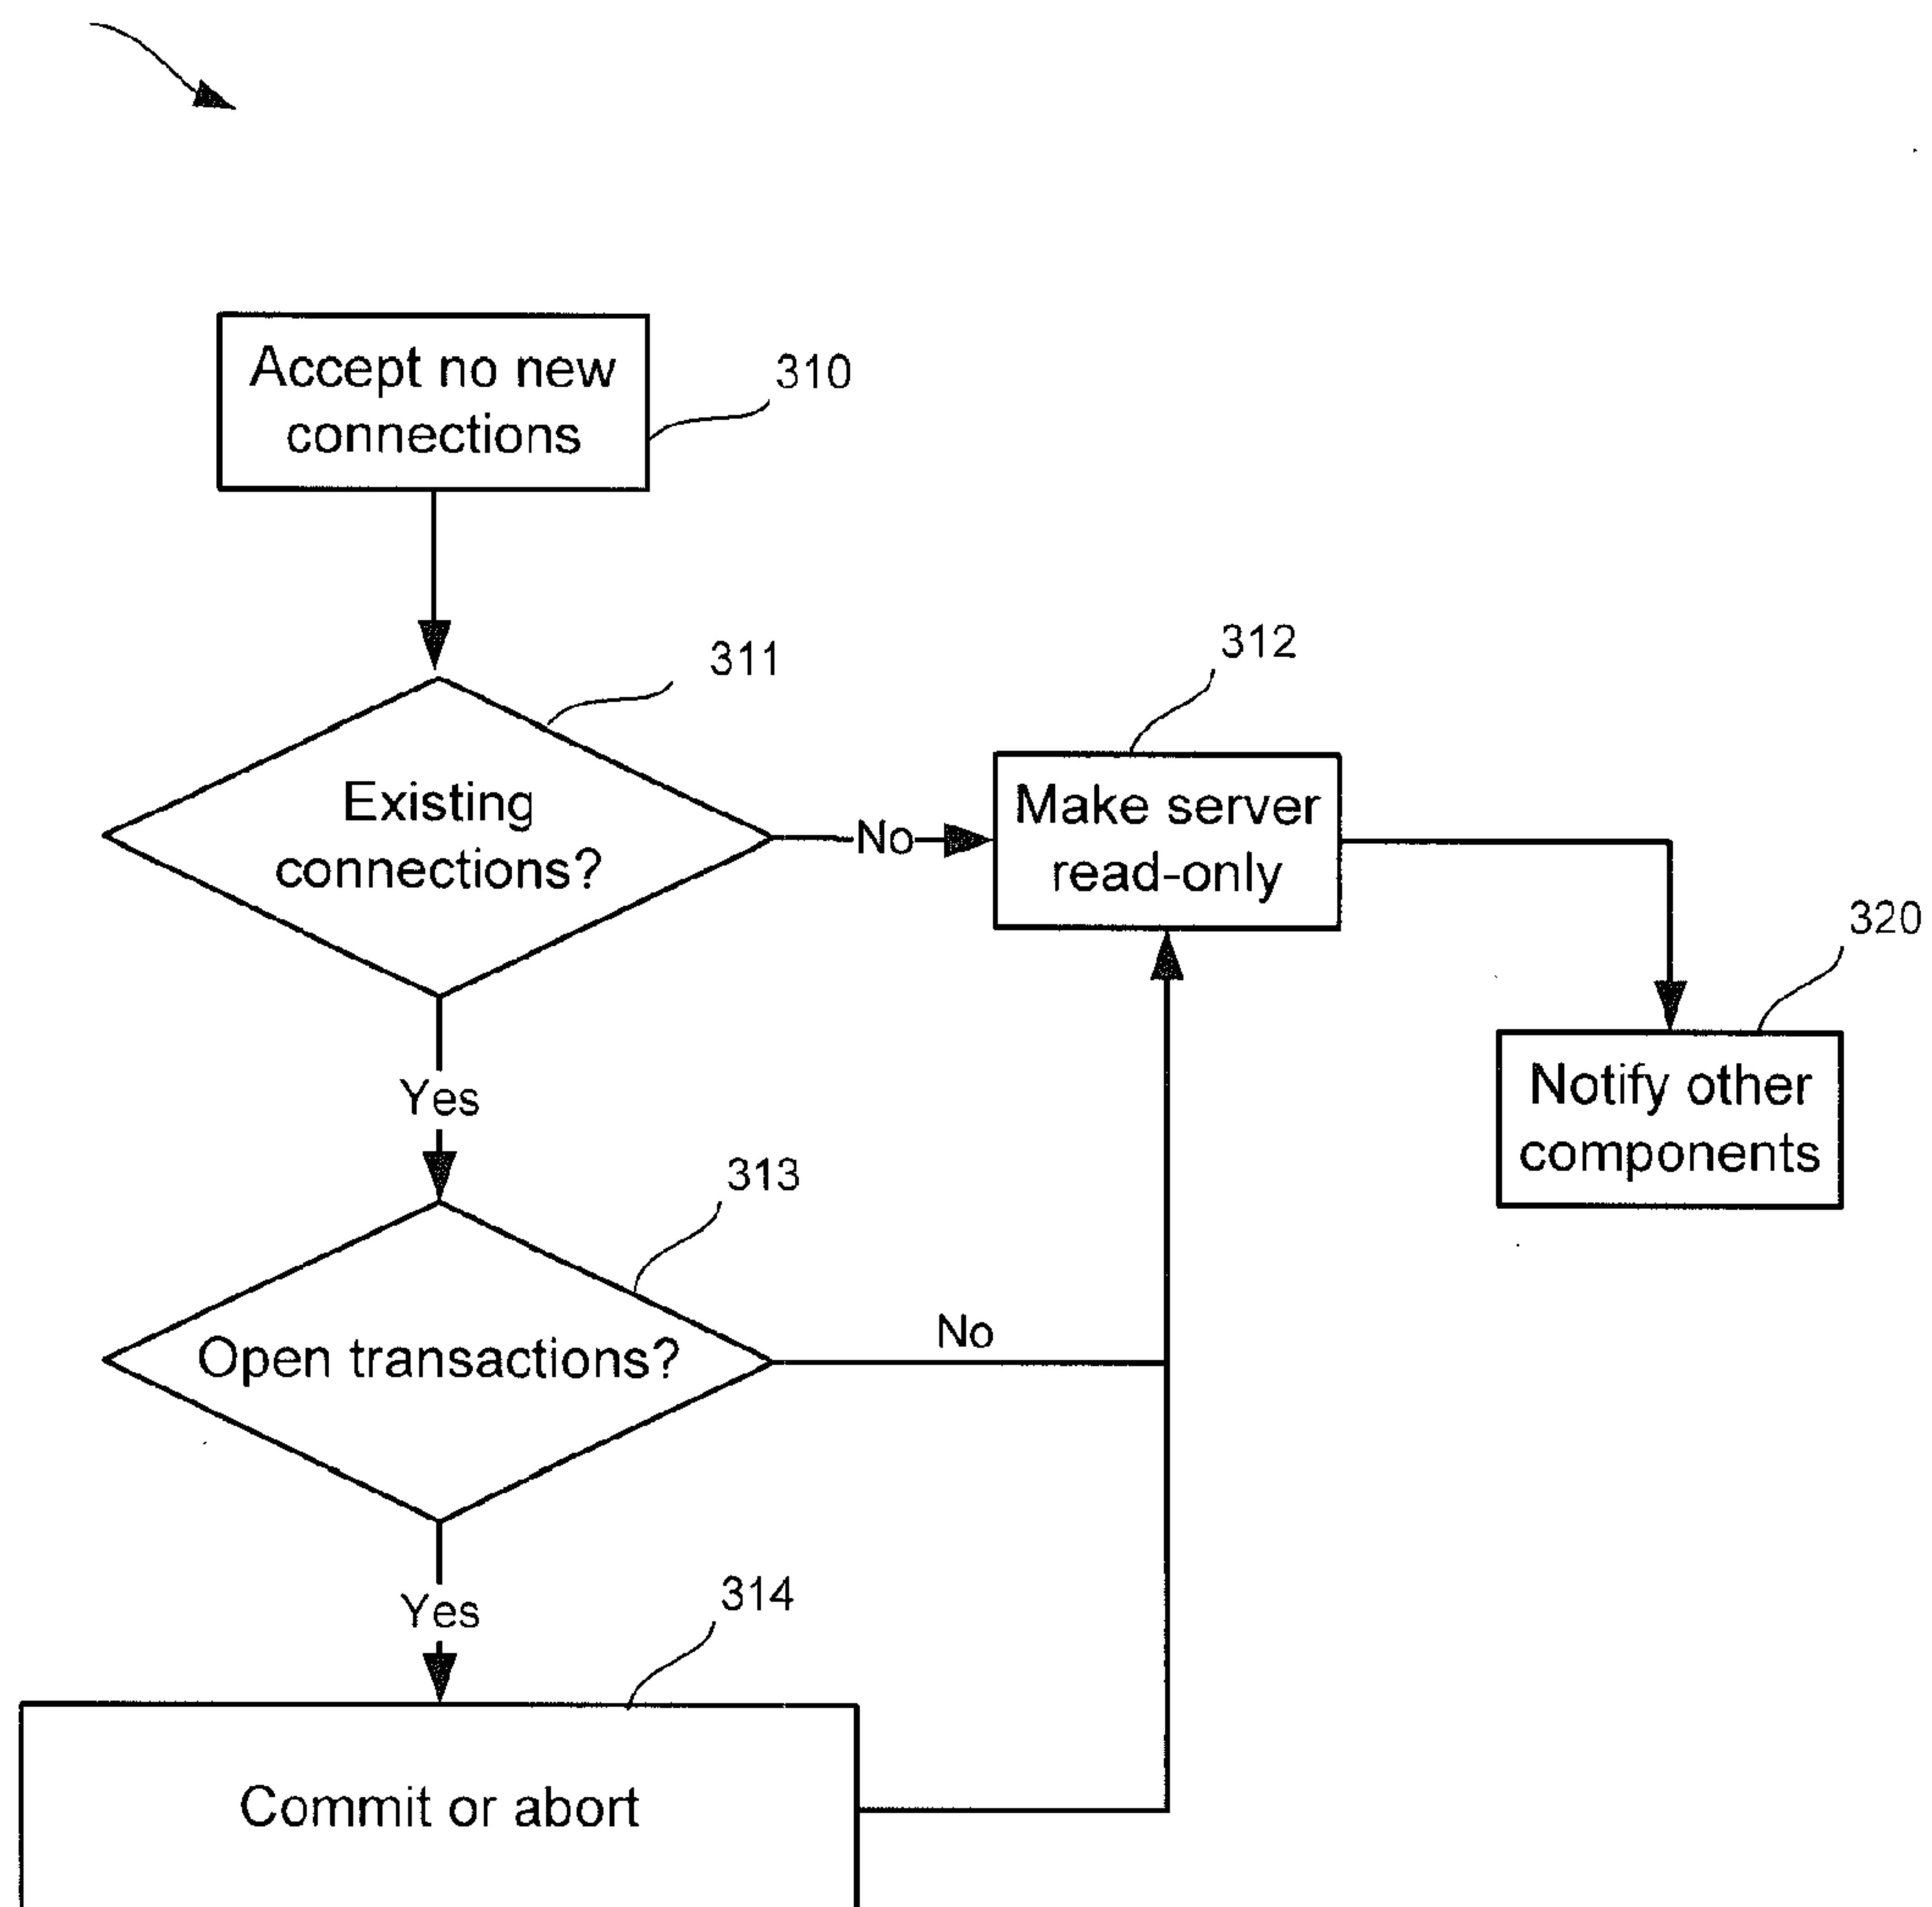 Accept no new
connections
310
311
Existing
connections?
No
312
Make server
read-only
320
Notify other
components
Yes
313
Open transactions?
No
Yes
314
Commit or abort